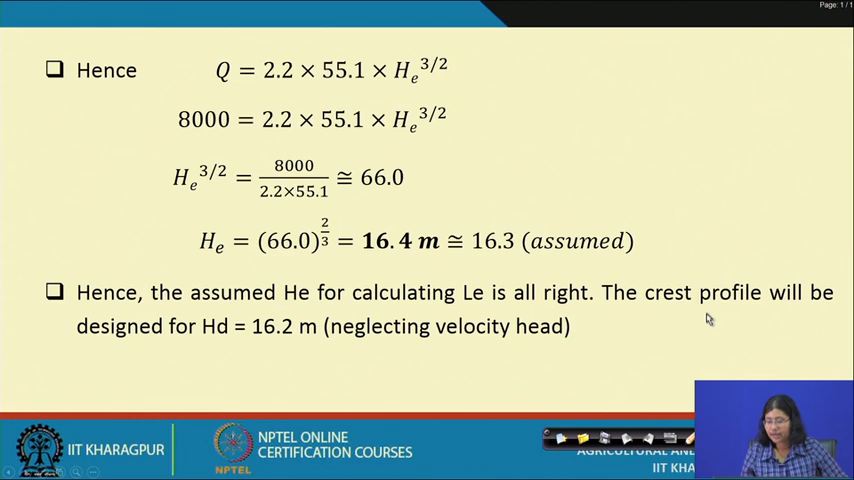 Page: 1 / 1
❑ Hence Q = 2.2 × 55.1 × Hₑ^3/2
8000 = 2.2 × 55.1 × Hₑ^3/2
Hₑ^3/2 = 8000/(2.2×55.1) ≅ 66.0
Hₑ = (66.0)^2/3 = 16.4 m ≅ 16.3 (assumed)
❑ Hence, the assumed He for calculating Le is all right. The crest profile will be
designed for Hd = 16.2 m (neglecting velocity head)
IIT KHARAGPUR
NPTEL
NPTEL ONLINE
CERTIFICATION COURSES
AGRICULTURAL AND
IIT KHA